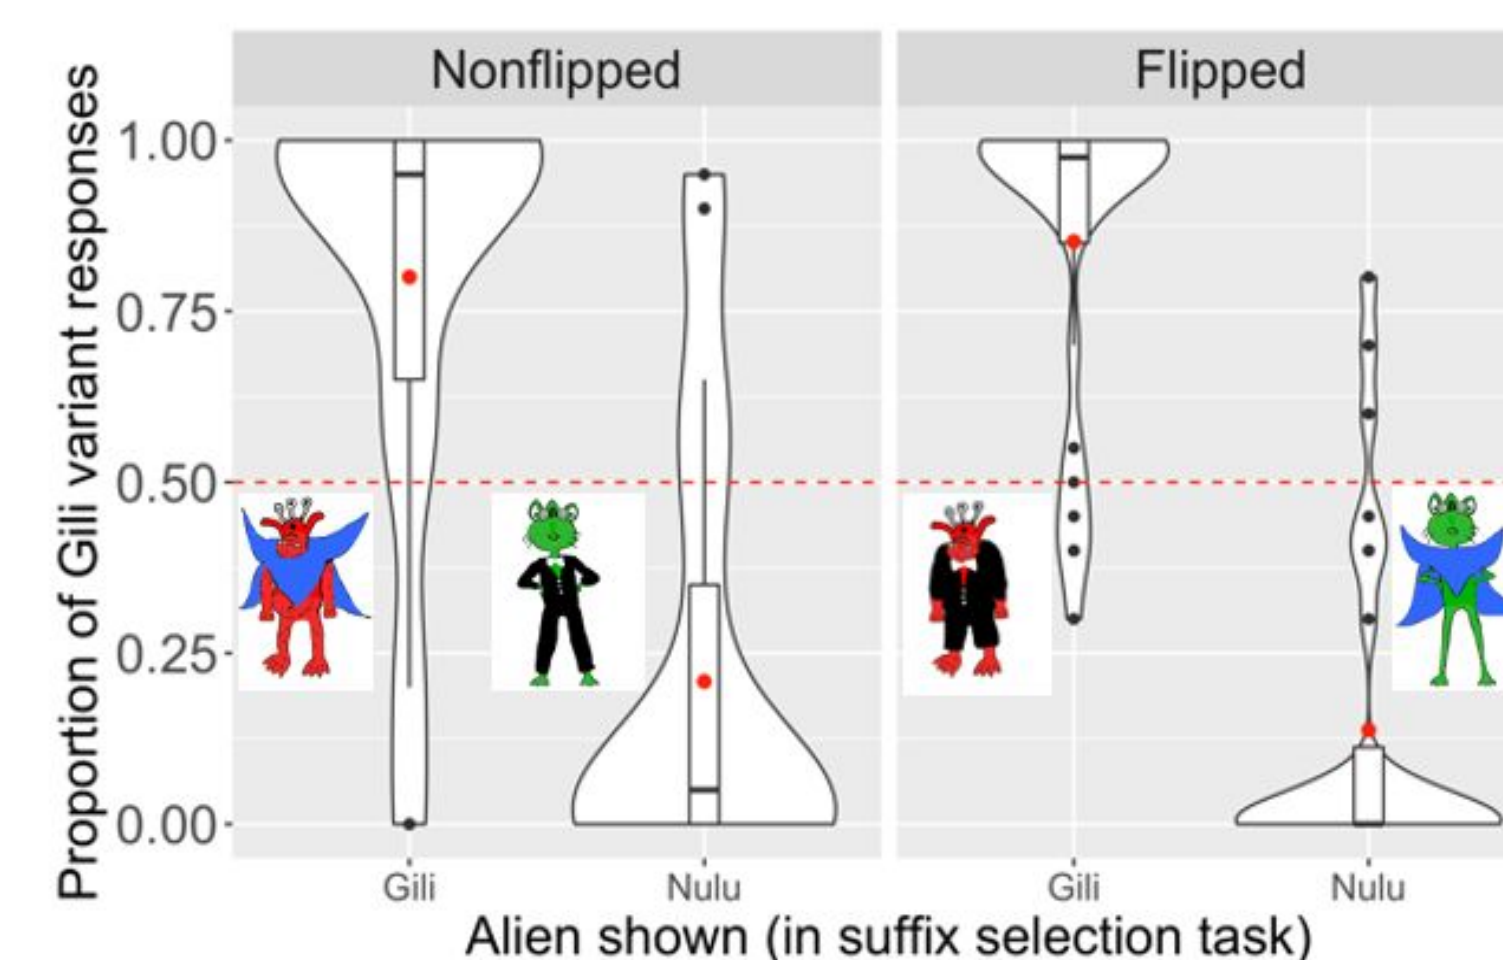 Nonflipped
Flipped
Proportion of Gili variant responses
1.00
0.75
0.50
0.25
0.00
Gili
Nulu
Gili
Nulu
Alien shown (in suffix selection task)